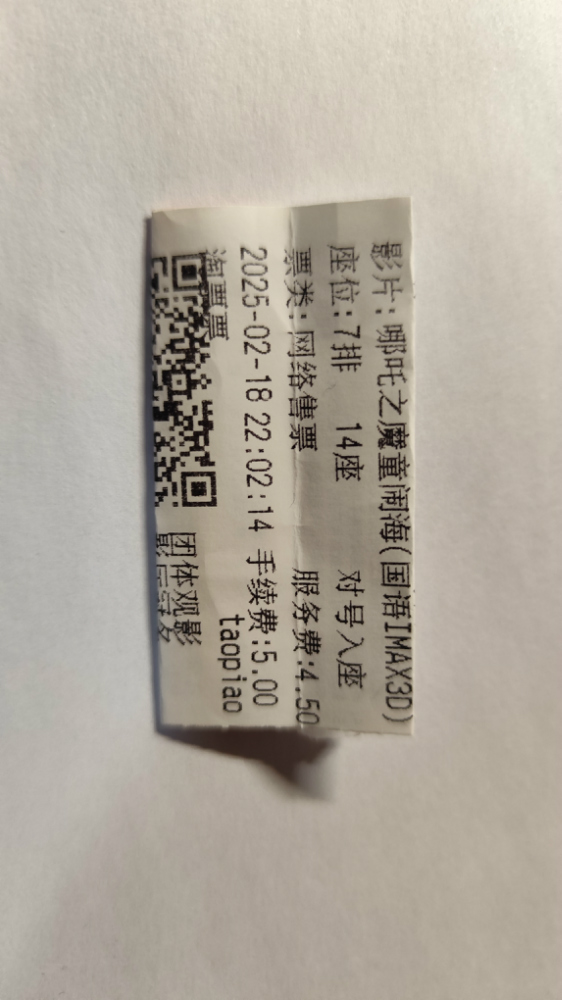 影片:哪吒之魔童闹海(国语IMAX3D)
座位:7排 14座 对号入座
票类:网络售票 服务费:4.50
2025-02-18 22:02:14 手续费:5.00
淘票票 taopiao
团体观影